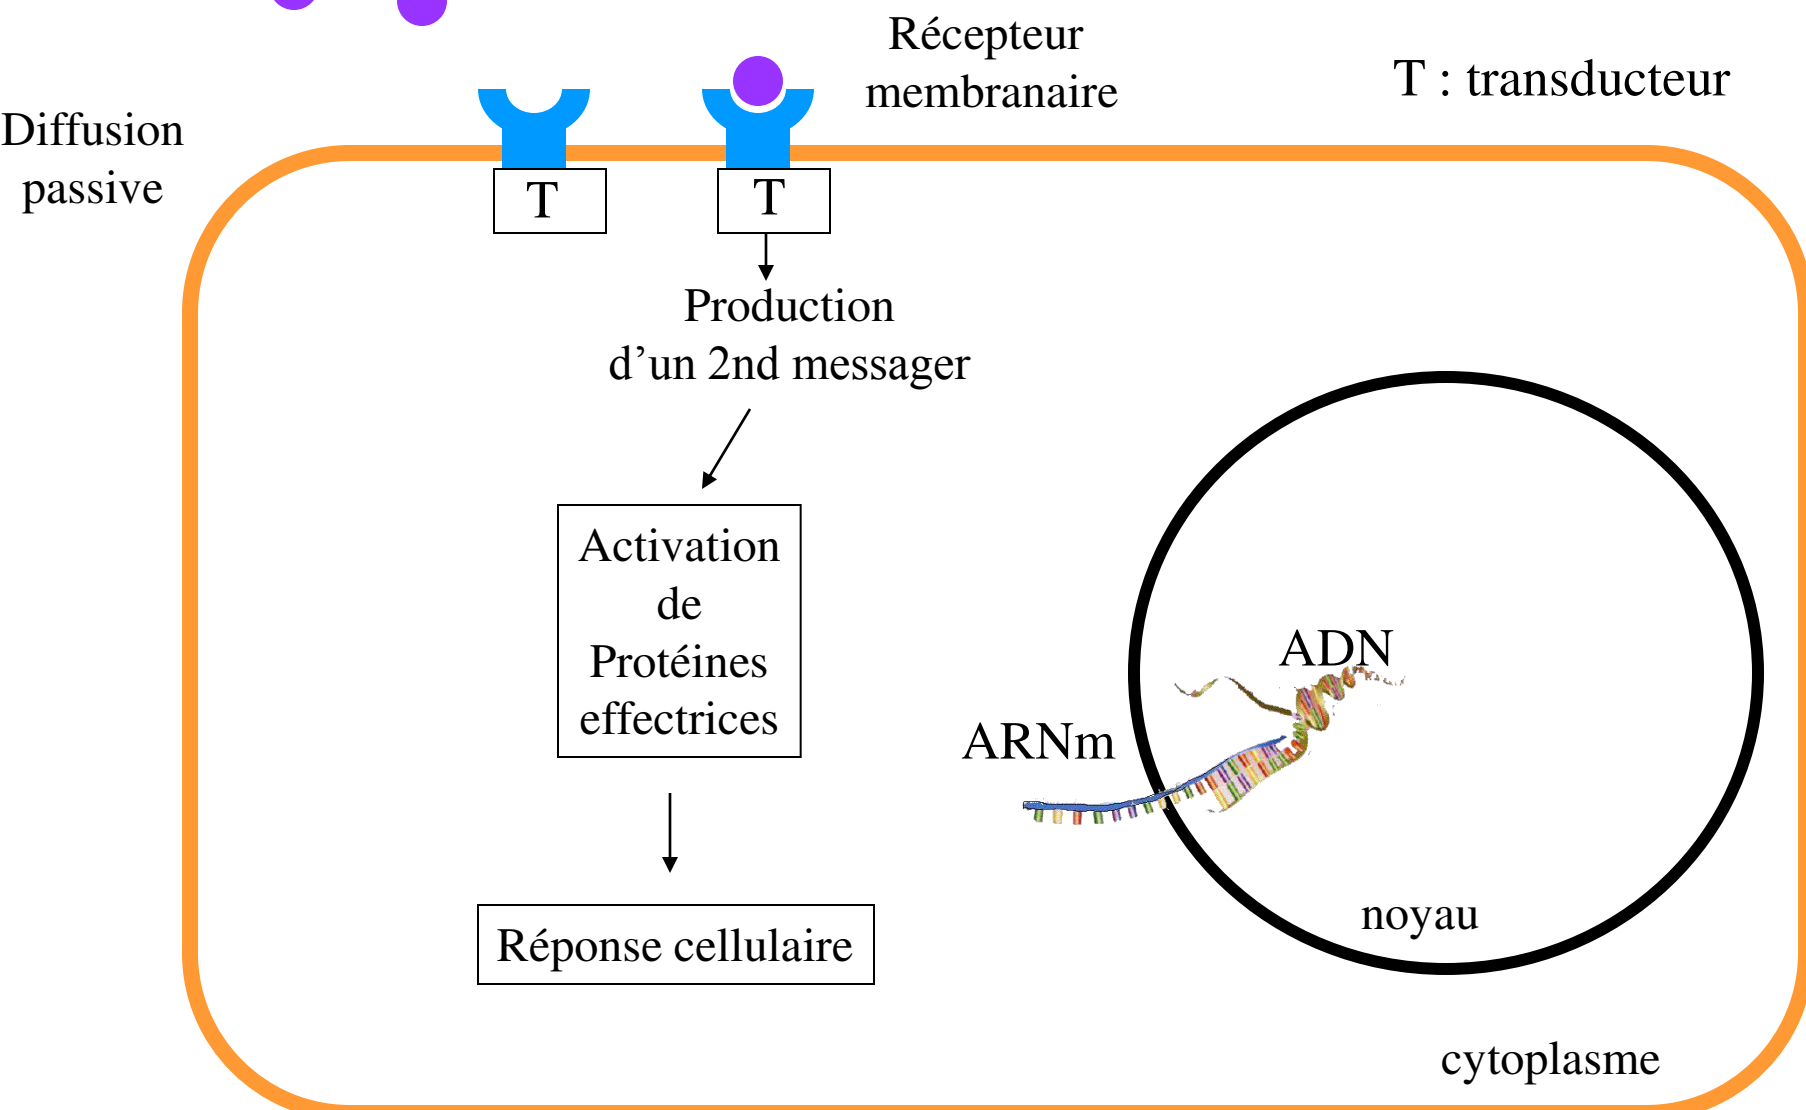 Récepteur
membranaire
T : transducteur
Diffusion
passive
T
T
Production
d’un 2nd messager
Activation
de
Protéines
effectrices
ADN
ARNm
noyau
Réponse cellulaire
cytoplasme